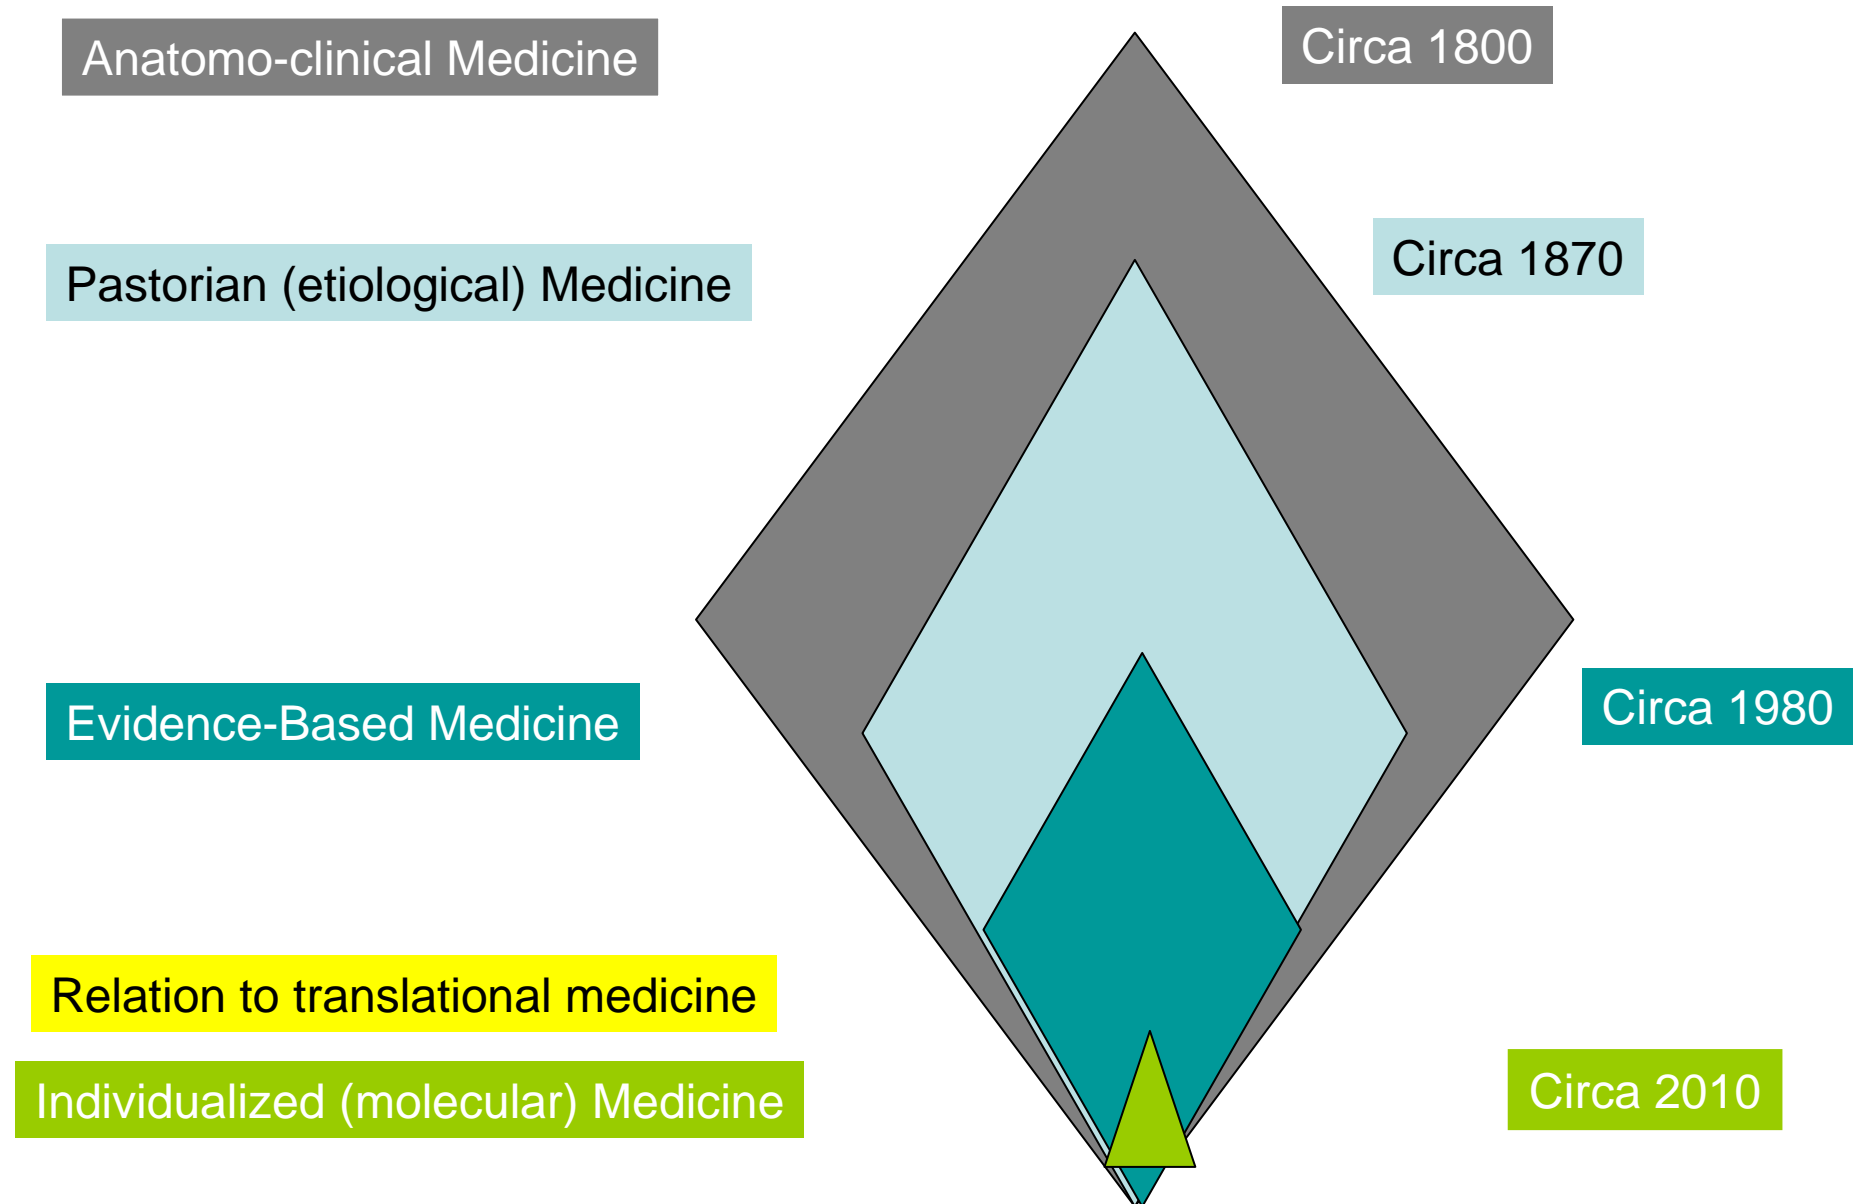 Anatomo-clinical Medicine
Circa 1800
Pastorian (etiological) Medicine
Circa 1870
Evidence-Based Medicine
Circa 1980
Relation to translational medicine
Individualized (molecular) Medicine
Circa 2010